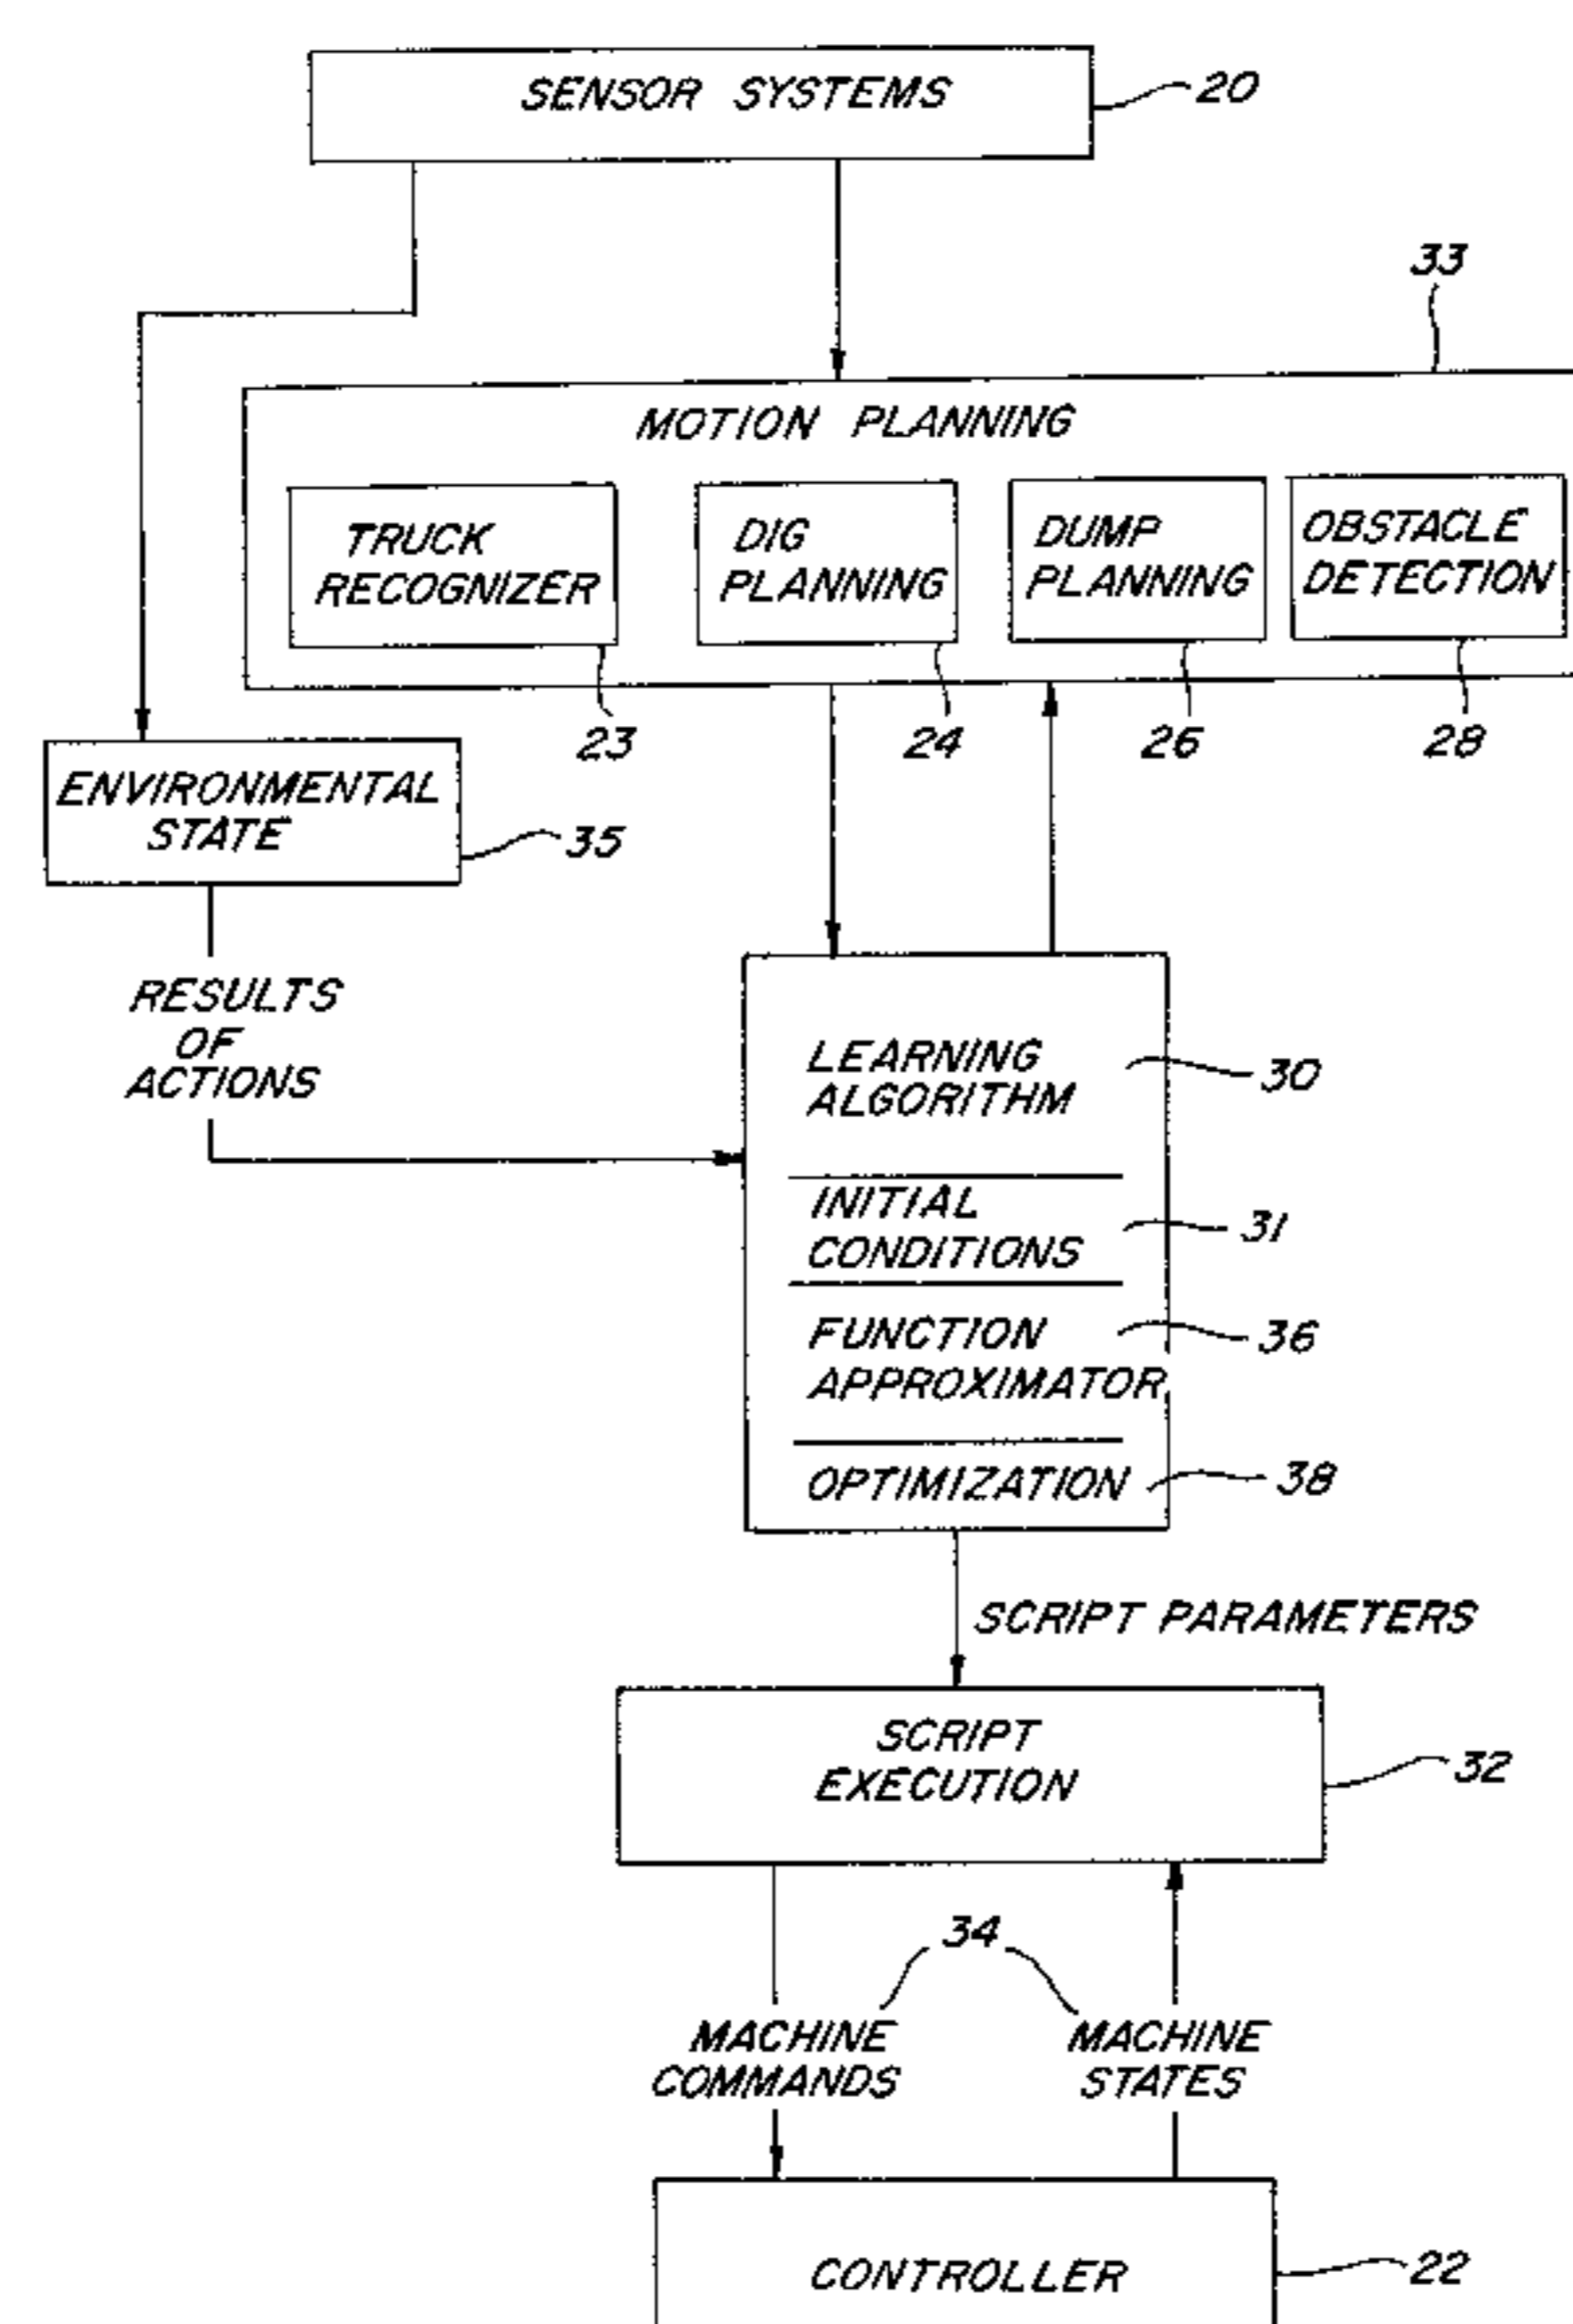 SENSOR SYSTEMS
20
33
MOTION PLANNING
TRUCK
RECOGNIZER
DIG
PLANNING
DUMP
PLANNING
OBSTACLE
DETECTION
23
24
26
28
ENVIRONMENTAL
STATE
35
RESULTS
OF
ACTIONS
LEARNING
ALGORITHM
30
INITIAL
CONDITIONS
31
FUNCTION
APPROXIMATOR
36
OPTIMIZATION
38
SCRIPT PARAMETERS
SCRIPT
EXECUTION
32
34
MACHINE
COMMANDS
MACHINE
STATES
CONTROLLER
22